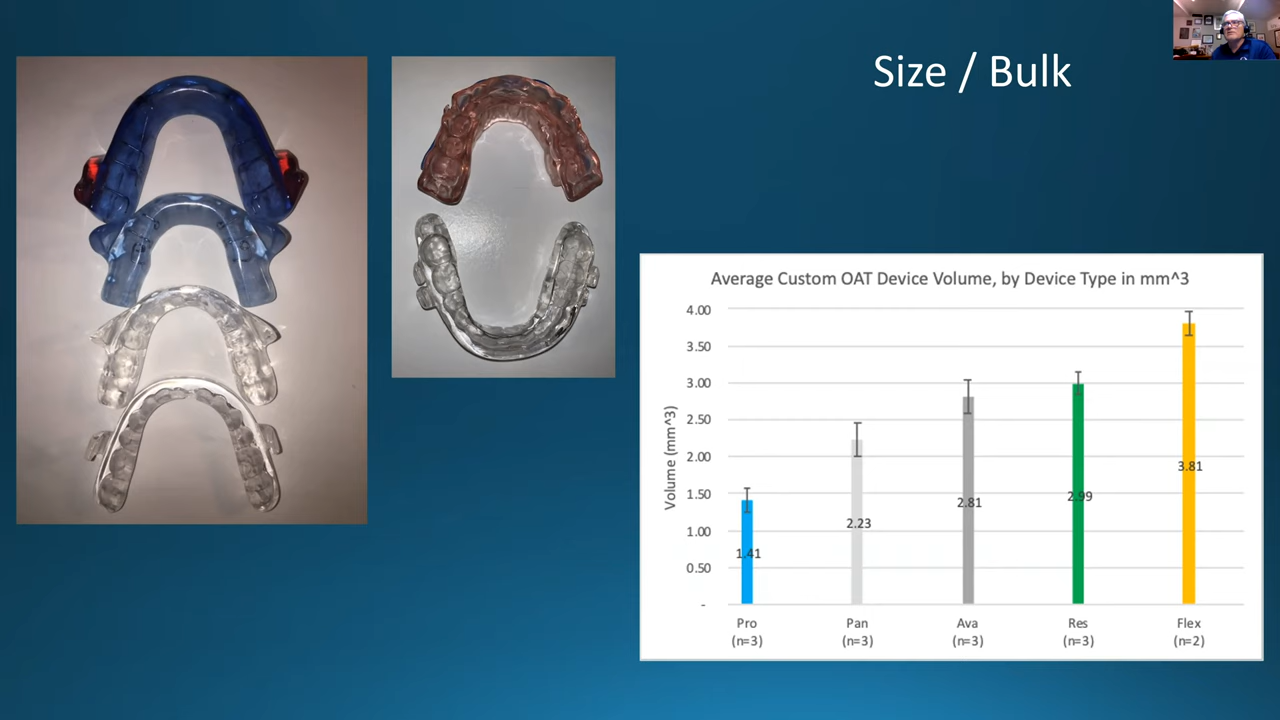 Size / Bulk
Average Custom OAT Device Volume, by Device Type in mm^3
Volume (mm^3)
4.00
3.50
3.00
2.50
2.00
1.50
1.00
0.50
-
1.41
2.23
2.81
2.99
3.81
Pro Pan Ava Res Flex
(n=3) (n=3) (n=3) (n=3) (n=2)